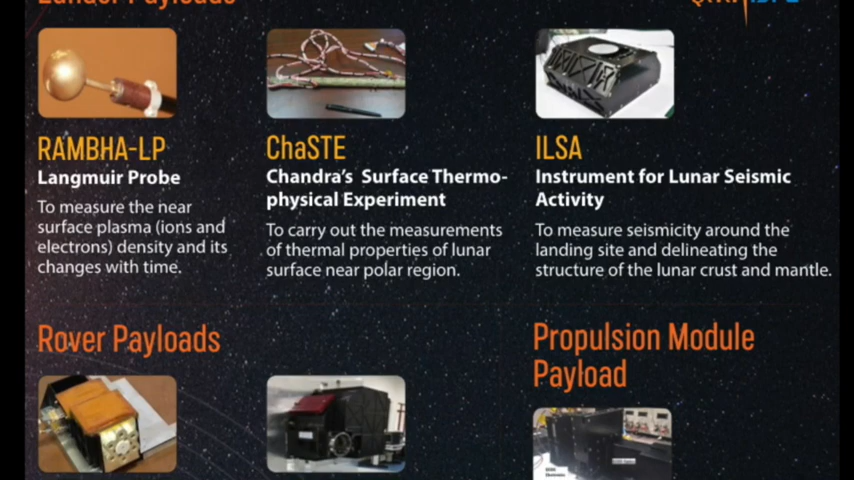 Lander Payloads
RAMBHA-LP
Langmuir Probe
To measure the near
surface plasma (ions and
electrons) density and its
changes with time.
ChaSTE
Chandra's Surface Thermo-
physical Experiment
To carry out the measurements
of thermal properties of lunar
surface near polar region.
ILSA
Instrument for Lunar Seismic
Activity
To measure seismicity around the
landing site and delineating the
structure of the lunar crust and mantle.
Rover Payloads
Propulsion Module
Payload